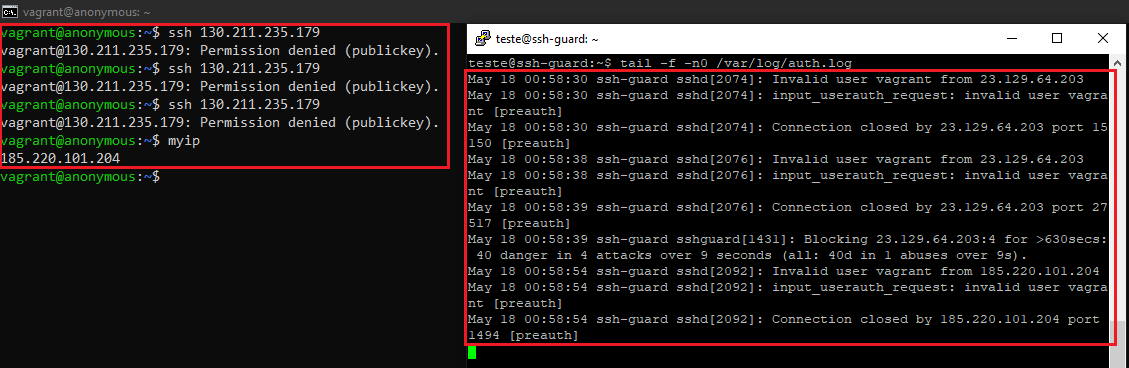 vagrant@anonymous: ~
vagrant@anonymous:~$ ssh 130.211.235.179
vagrant@130.211.235.179: Permission denied (publickey).
vagrant@anonymous:~$ ssh 130.211.235.179
vagrant@130.211.235.179: Permission denied (publickey).
vagrant@anonymous:~$ ssh 130.211.235.179
vagrant@130.211.235.179: Permission denied (publickey).
vagrant@anonymous:~$ myip
185.220.101.204
vagrant@anonymous:~$
teste@ssh-guard: ~
teste@ssh-guard:~$ tail -f -n0 /var/log/auth.log
May 18 00:58:30 ssh-guard sshd[2074]: Invalid user vagrant from 23.129.64.203
May 18 00:58:30 ssh-guard sshd[2074]: input_userauth_request: invalid user vagra
nt [preauth]
May 18 00:58:30 ssh-guard sshd[2074]: Connection closed by 23.129.64.203 port 15
150 [preauth]
May 18 00:58:38 ssh-guard sshd[2076]: Invalid user vagrant from 23.129.64.203
May 18 00:58:38 ssh-guard sshd[2076]: input_userauth_request: invalid user vagra
nt [preauth]
May 18 00:58:39 ssh-guard sshd[2076]: Connection closed by 23.129.64.203 port 27
517 [preauth]
May 18 00:58:39 ssh-guard sshguard[1431]: Blocking 23.129.64.203:4 for >630secs:
 40 danger in 4 attacks over 9 seconds (all: 40d in 1 abuses over 9s).
May 18 00:58:54 ssh-guard sshd[2092]: Invalid user vagrant from 185.220.101.204
May 18 00:58:54 ssh-guard sshd[2092]: input_userauth_request: invalid user vagra
nt [preauth]
May 18 00:58:54 ssh-guard sshd[2092]: Connection closed by 185.220.101.204 port
1494 [preauth]